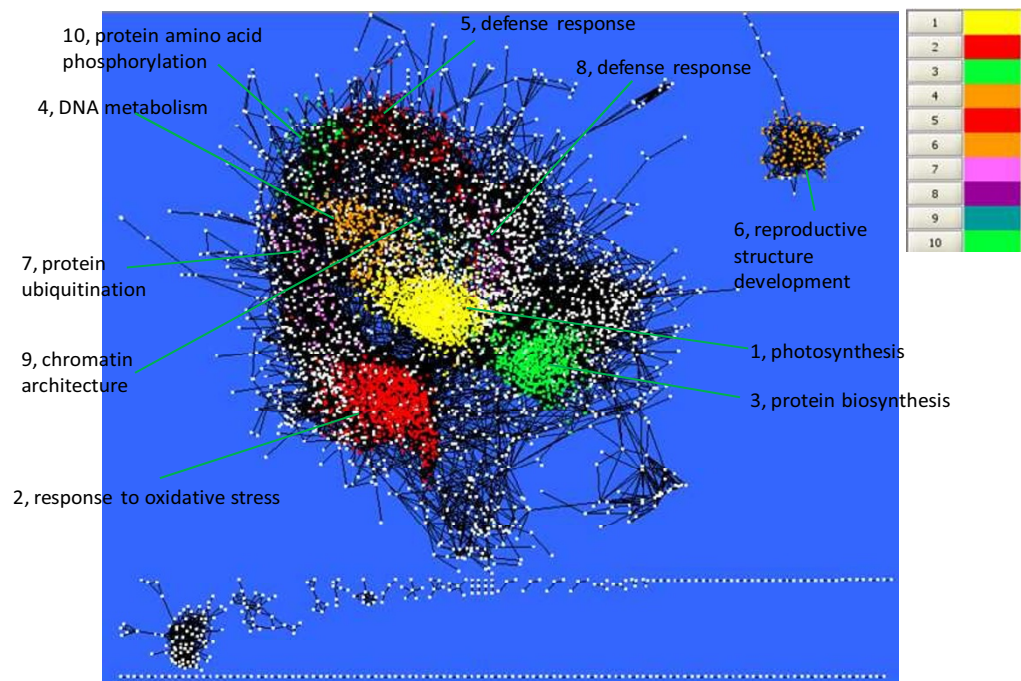 5, defense response
10, protein amino acid
phosphorylation
8, defense response
4, DNA metabolism
6, reproductive
structure
development
7, protein
ubiquitination
9, chromatin
architecture
1, photosynthesis
3, protein biosynthesis
2, response to oxidative stress
1
2
3
4
5
6
7
8
9
10